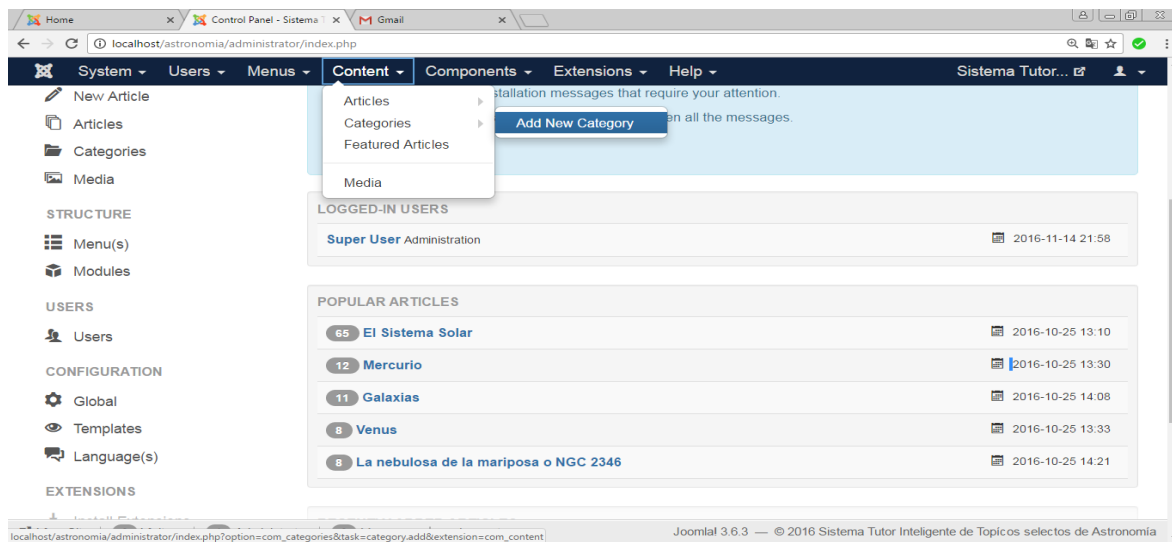 Home
Control Panel - Sistema T
Gmail
localhost/astronomia/administrator/index.php
System Users Menus Content Components Extensions Help Sistema Tutor...
New Article
Articles
Categories
Media
STRUCTURE
Menu(s)
Modules
USERS
Users
CONFIGURATION
Global
Templates
Language(s)
EXTENSIONS
Articles
Categories
Add New Category
Featured Articles
Media
stallation messages that require your attention.
en all the messages.
LOGGED-IN USERS
Super User Administration 2016-11-14 21:58
POPULAR ARTICLES
65 El Sistema Solar 2016-10-25 13:10
12 Mercurio 2016-10-25 13:30
11 Galaxias 2016-10-25 14:08
8 Venus 2016-10-25 13:33
8 La nebulosa de la mariposa o NGC 2346 2016-10-25 14:21
localhost/astronomia/administrator/index.php?option=com_categories&task=category.add&extension=com_content
Joomla! 3.6.3 — © 2016 Sistema Tutor Inteligente de Topícos selectos de Astronomía